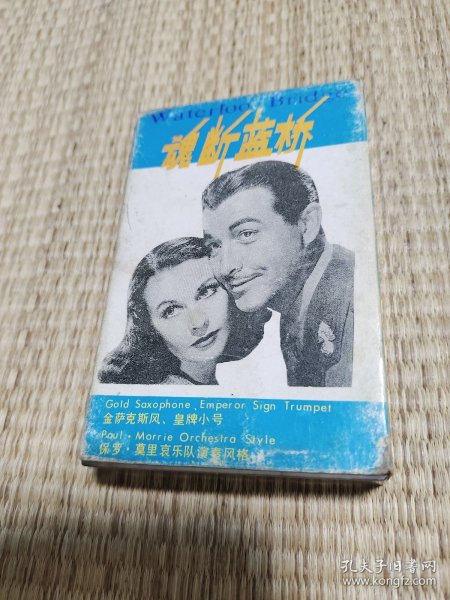 Waterloo Bridge
魂断蓝桥
Gold Saxophone、Emperor Sign Trumpet
金萨克斯风、皇牌小号
Paul·Morrie Orchestra Style
保罗·莫里哀乐队演奏风格
孔夫子旧书网
www.kongfz.com